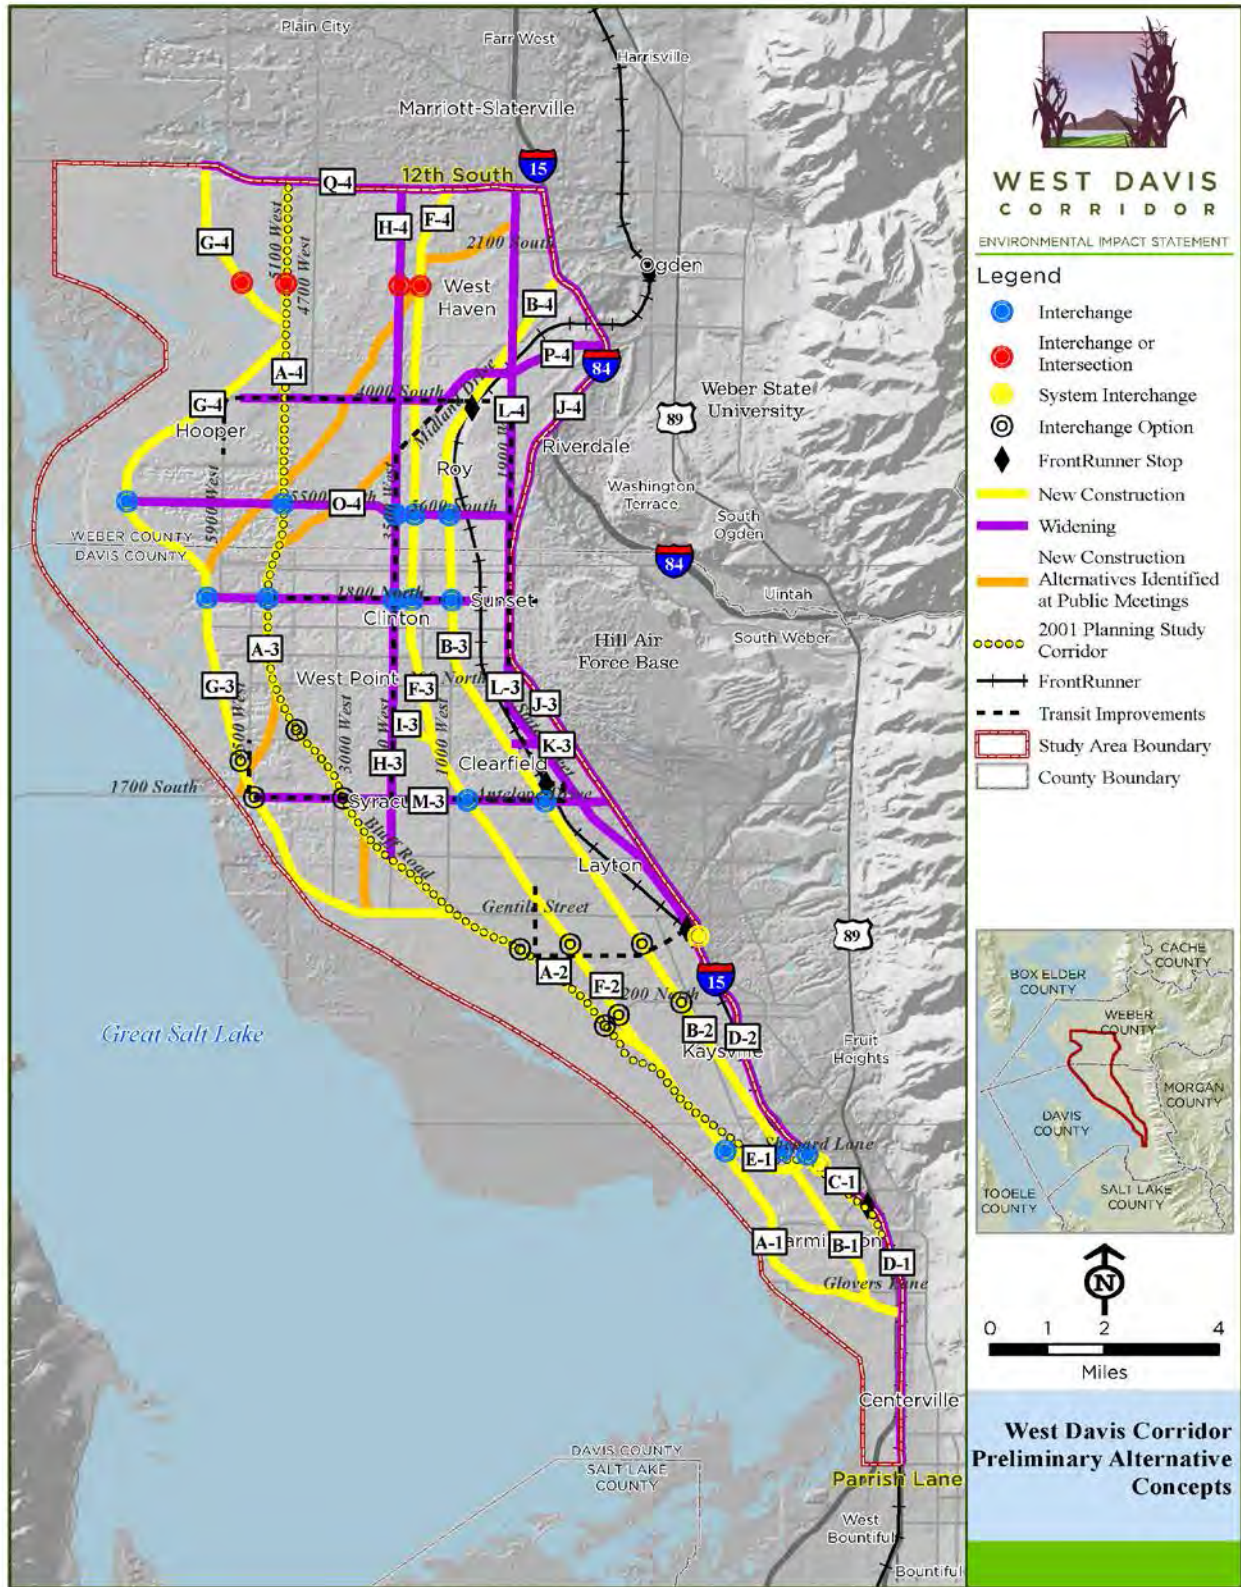 Plain City
Farr West
Harrisville
Marriott-Slaterville
15
12th South
Q-4
H-4
F-4
G-4
5100 West
4700 West
2100 South
Ogden
West
Haven
B-4
P-4
84
A-4
4000 South
Midland Drive
L-4
J-4
Weber State
University
89
G-4
Hooper
Riverdale
Roy
Washington
Terrace
5900 West
O-4
5600 South
South
Ogden
WEBER COUNTY
DAVIS COUNTY
84
1800 North
Sunset
Uintah
Clinton
South Weber
A-3
B-3
Hill Air
Force Base
West Point
G-3
F-3
L-3
J-3
I-3
3000 West
1000 West
K-3
H-3
Clearfield
1700 South
M-3
Bluff Road
Layton
Gentile Street
89
A-2
F-2
200 North
15
Great Salt Lake
B-2
D-2
Kaysville
Fruit
Heights
Shepard Lane
E-1
C-1
A-1
B-1
D-1
Glovers Lane
Centerville
DAVIS COUNTY
SALT LAKE
COUNTY
Parrish Lane
West
Bountiful
Bountiful
WEST DAVIS
CORRIDOR
ENVIRONMENTAL IMPACT STATEMENT
Legend
Interchange
Interchange or
Intersection
System Interchange
Interchange Option
FrontRunner Stop
New Construction
Widening
New Construction
Alternatives Identified
at Public Meetings
2001 Planning Study
Corridor
FrontRunner
Transit Improvements
Study Area Boundary
County Boundary
CACHE
COUNTY
BOX ELDER
COUNTY
WEBER
COUNTY
MORGAN
COUNTY
DAVIS
COUNTY
TOOELE
COUNTY
SALT LAKE
COUNTY
N
0 1 2 4
Miles
West Davis Corridor
Preliminary Alternative
Concepts